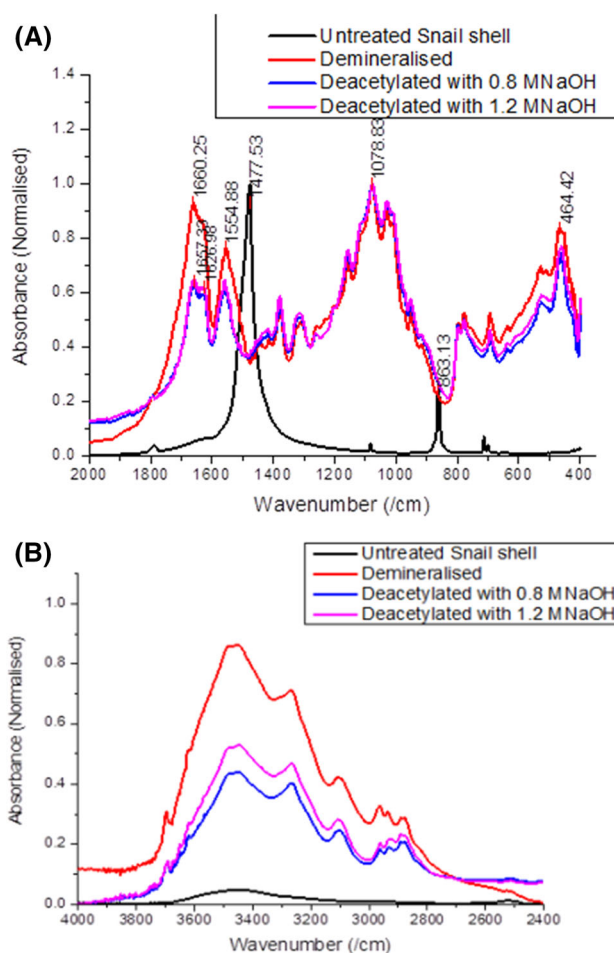 (A)
Untreated Snail shell
Demineralised
Deacetylated with 0.8 MNaOH
Deacetylated with 1.2 MNaOH
1.4
1.2
1.0
0.8
0.6
0.4
0.2
0.0
Absorbance (Normalised)
1660.25
1657.39
1626.98
1554.88
1477.53
1078.83
863.13
464.42
2000 1800 1600 1400 1200 1000 800 600 400
Wavenumber (/cm)
(B)
Untreated Snail shell
Demineralised
Deacetylated with 0.8 MNaOH
Deacetylated with 1.2 MNaOH
1.0
0.8
0.6
0.4
0.2
0.0
Absorbance (Normalised)
4000 3800 3600 3400 3200 3000 2800 2600 2400
Wavenumber (/cm)